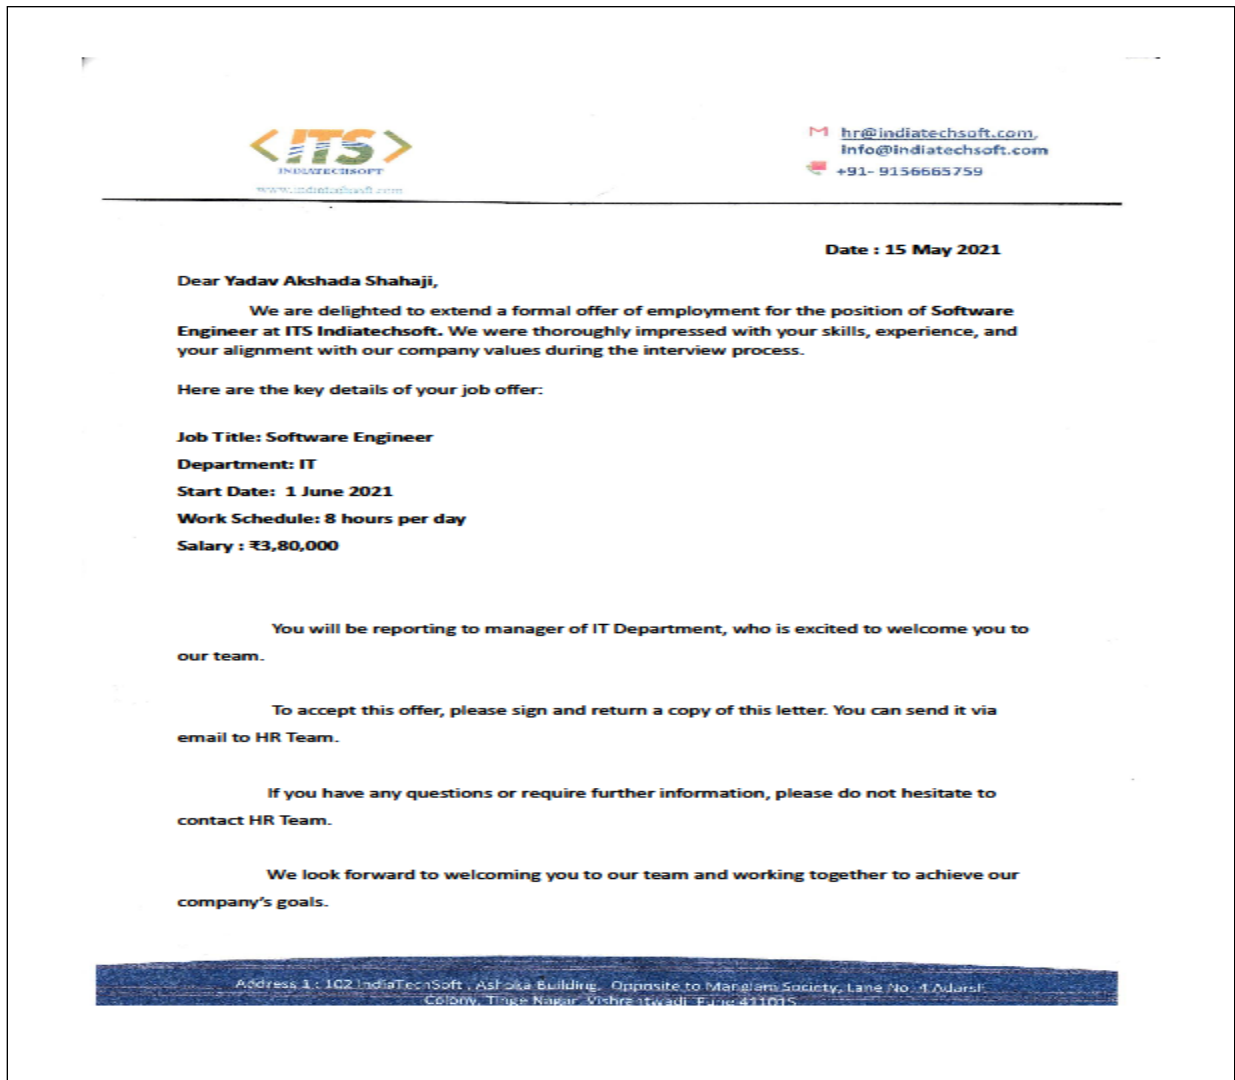 <ITS>
INDIATECHSOFT
hr@indiatechsoft.com,
info@indiatechsoft.com
+91- 9156665759
Date : 15 May 2021
Dear Yadav Akshada Shahaji,
We are delighted to extend a formal offer of employment for the position of Software
Engineer at ITS Indiatechsoft. We were thoroughly impressed with your skills, experience, and
your alignment with our company values during the interview process.
Here are the key details of your job offer:
Job Title: Software Engineer
Department: IT
Start Date: 1 June 2021
Work Schedule: 8 hours per day
Salary : ₹3,80,000
You will be reporting to manager of IT Department, who is excited to welcome you to
our team.
To accept this offer, please sign and return a copy of this letter. You can send it via
email to HR Team.
If you have any questions or require further information, please do not hesitate to
contact HR Team.
We look forward to welcoming you to our team and working together to achieve our
company's goals.
Address 1 : 102 IndiaTechSoft , Ashoka Building, Opposite to Manglam Society, Lane No. 4 Adarsh
Colony, Nagar, Pune 411015